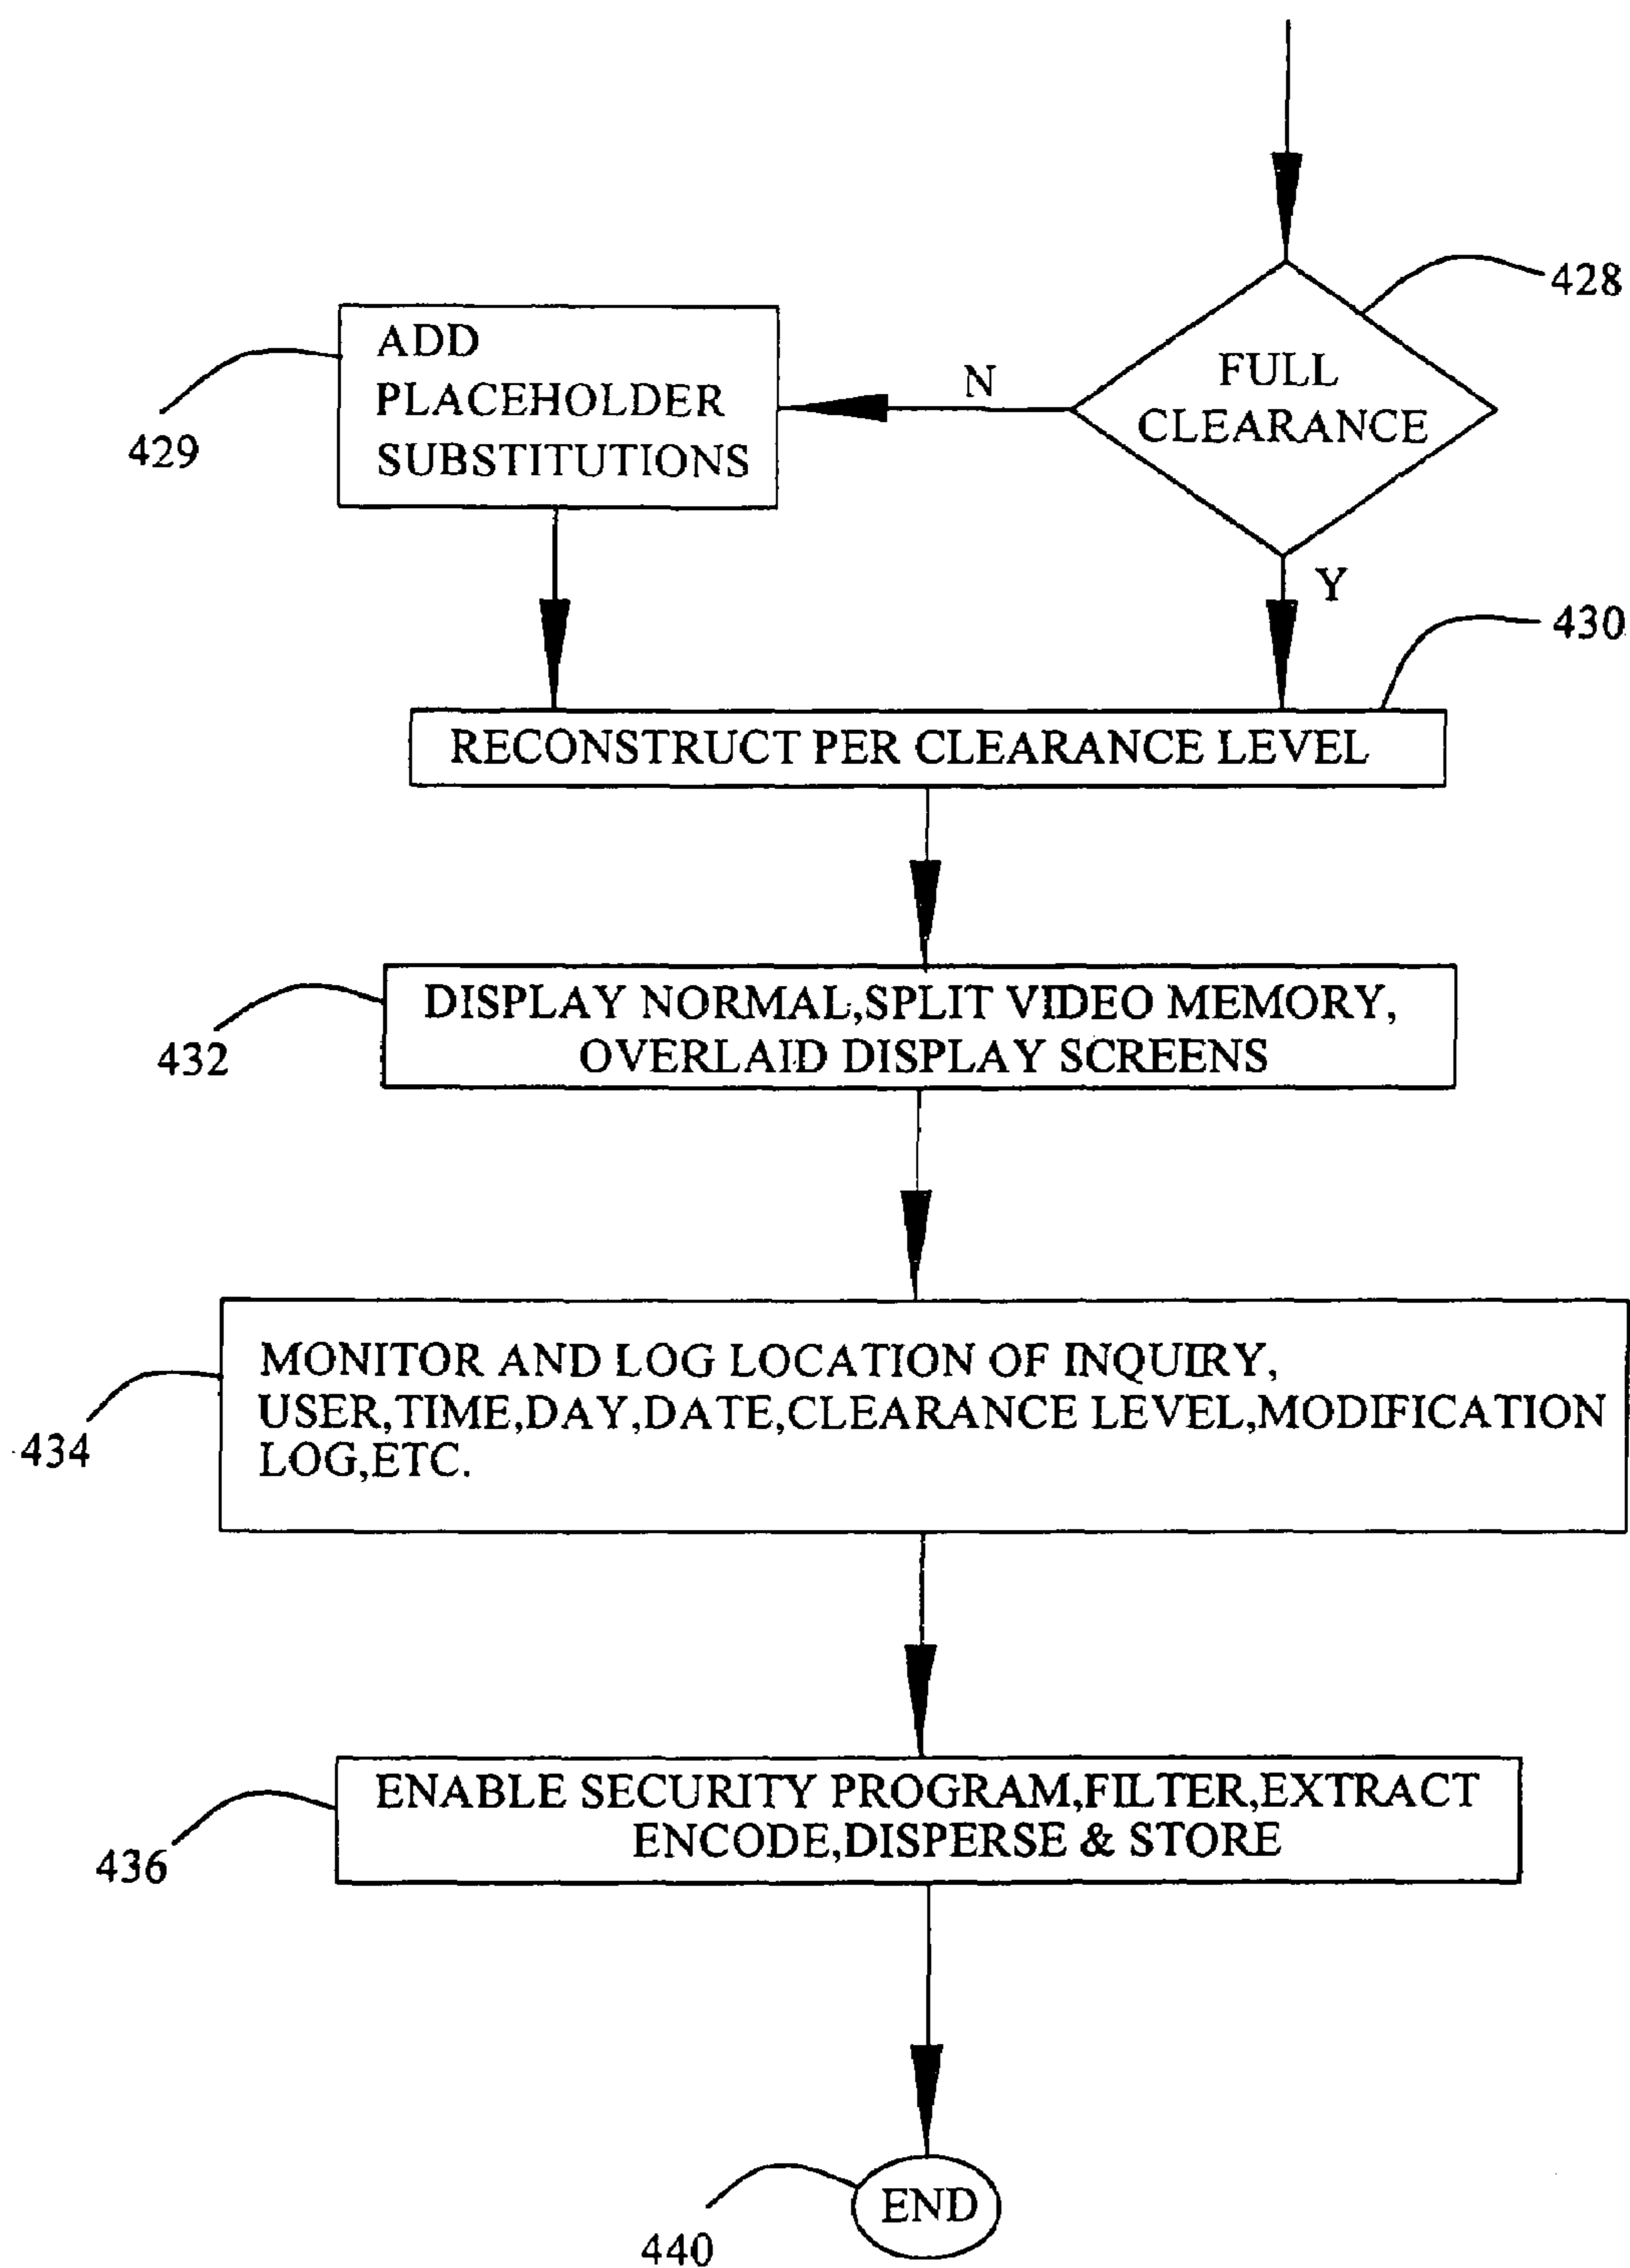 428
FULL
CLEARANCE
N
ADD
PLACEHOLDER
SUBSTITUTIONS
429
Y
430
RECONSTRUCT PER CLEARANCE LEVEL
DISPLAY NORMAL,SPLIT VIDEO MEMORY,
OVERLAID DISPLAY SCREENS
432
MONITOR AND LOG LOCATION OF INQUIRY,
USER,TIME,DAY,DATE,CLEARANCE LEVEL,MODIFICATION
LOG,ETC.
434
ENABLE SECURITY PROGRAM,FILTER,EXTRACT
ENCODE,DISPERSE & STORE
436
END
440